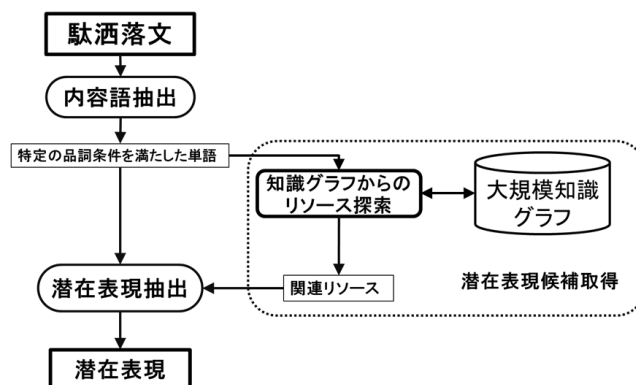 駄洒落文
内容語抽出
特定の品詞条件を満たした単語
知識グラフからの
リソース探索
大規模知識
グラフ
関連リソース
潜在表現候補取得
潜在表現抽出
潜在表現